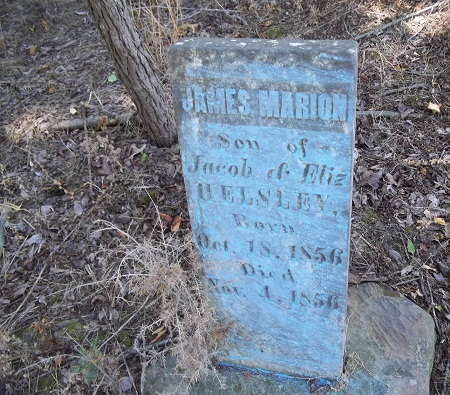 JAMES MARION
Son of
Jacob & Eliz
HELSLEY,
Born
Oct. 18, 1856
Died
Nov. 4, 1856